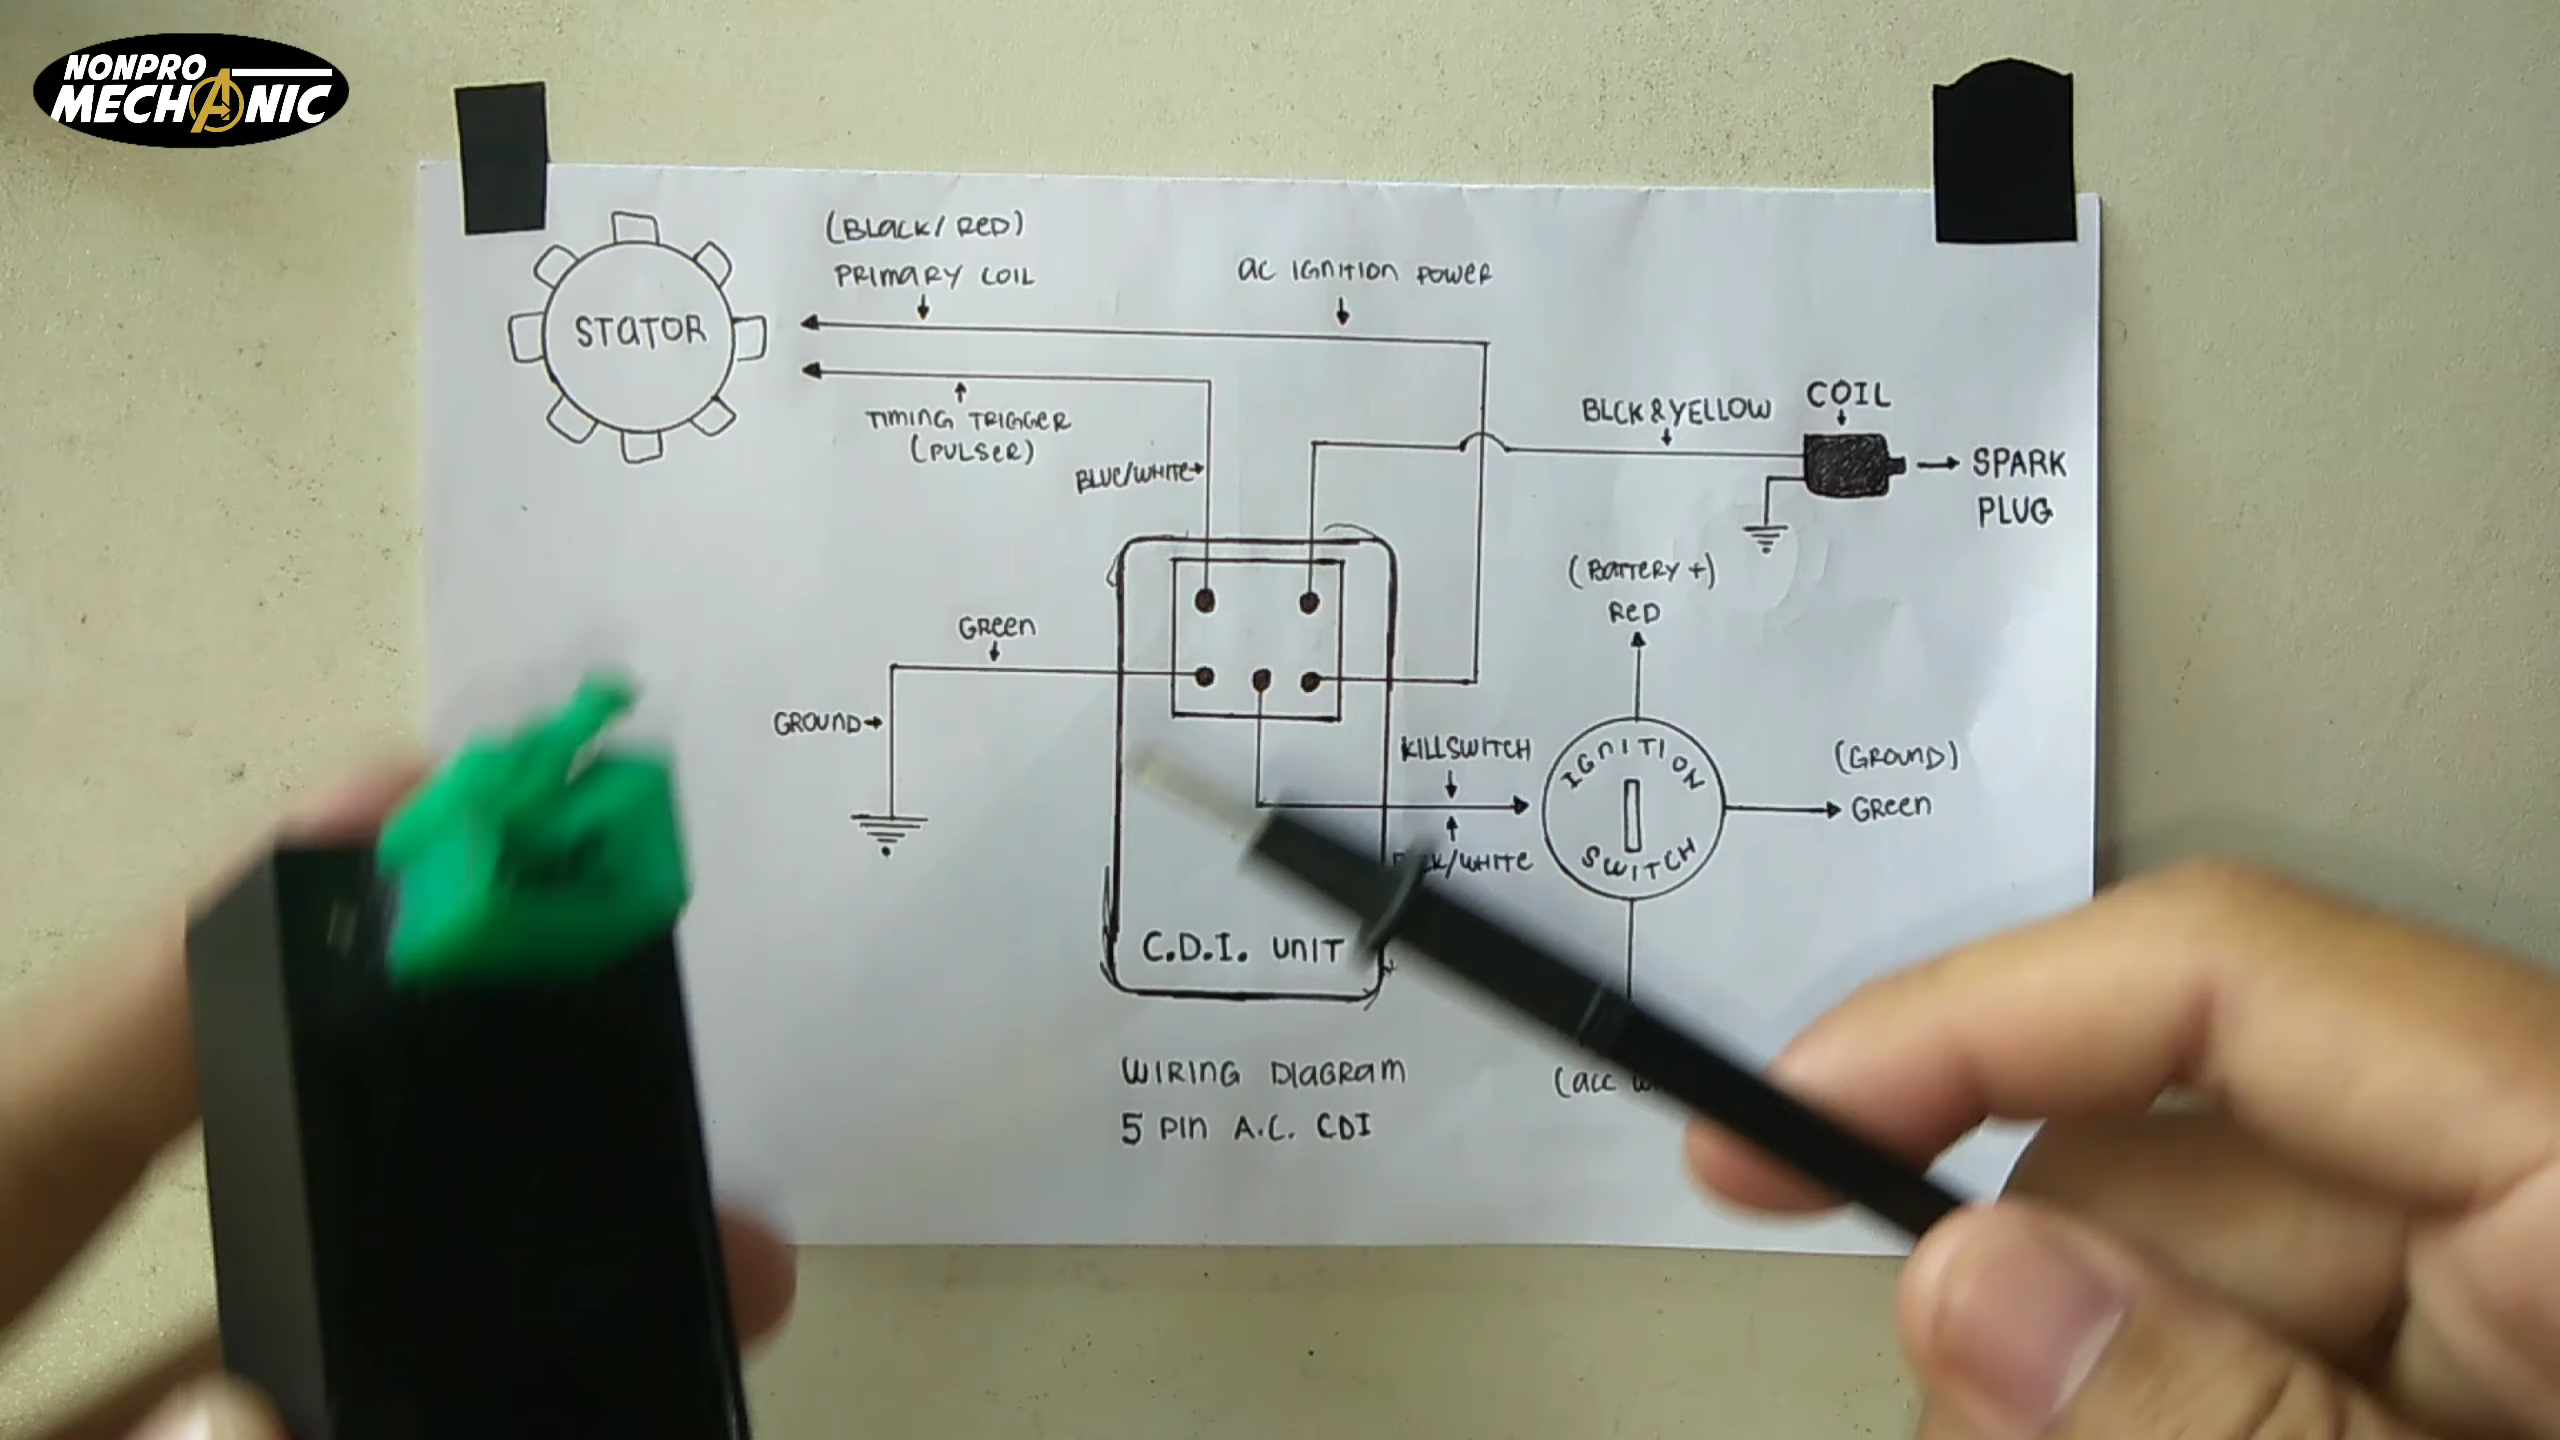 NONPRO
MECHANIC
(BLACK/RED)
PRIMARY COIL
AC IGNITION POWER
STATOR
TIMING TRIGGER
(PULSER)
BLUE/WHITE
BLCK & YELLOW
COIL
SPARK
PLUG
(BATTERY +)
RED
GREEN
GROUND
KILLSWITCH
IGNITION
SWITCH
(GROUND)
GREEN
/WHITE
C.D.I. UNIT
WIRING DIAGRAM
5 PIN A.C. CDI
(ACC